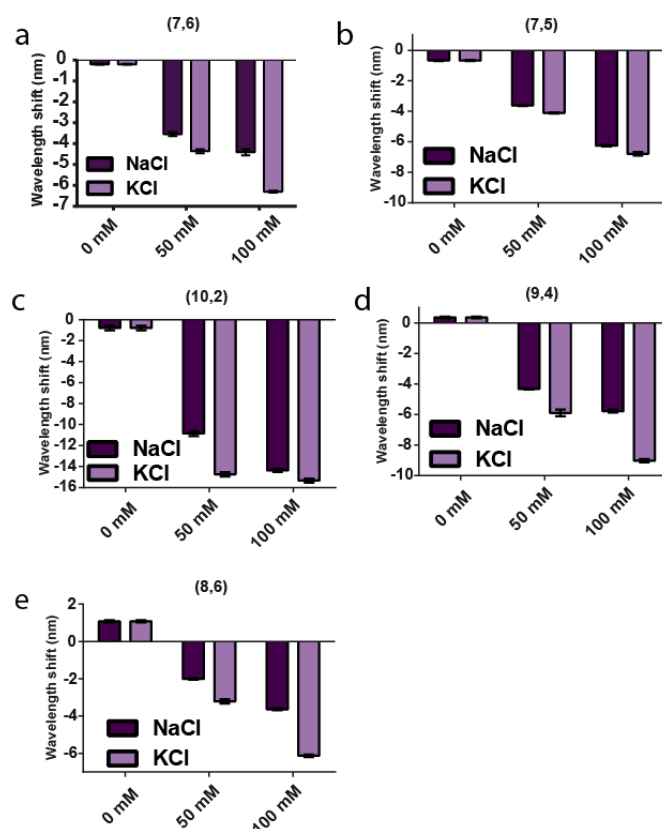 a
(7,6)
Wavelength shift (nm)
0
-1
-2
-3
-4
-5
-6
-7
NaCl
KCl
0 mM
50 mM
100 mM
b
(7,5)
Wavelength shift (nm)
0
-2
-4
-6
-8
-10
NaCl
KCl
0 mM
50 mM
100 mM
c
(10,2)
Wavelength shift (nm)
0
-2
-4
-6
-8
-10
-12
-14
-16
NaCl
KCl
0 mM
50 mM
100 mM
d
(9,4)
Wavelength shift (nm)
0
-2
-4
-6
-8
-10
NaCl
KCl
0 mM
50 mM
100 mM
e
(8,6)
Wavelength shift (nm)
2
0
-2
-4
-6
NaCl
KCl
0 mM
50 mM
100 mM